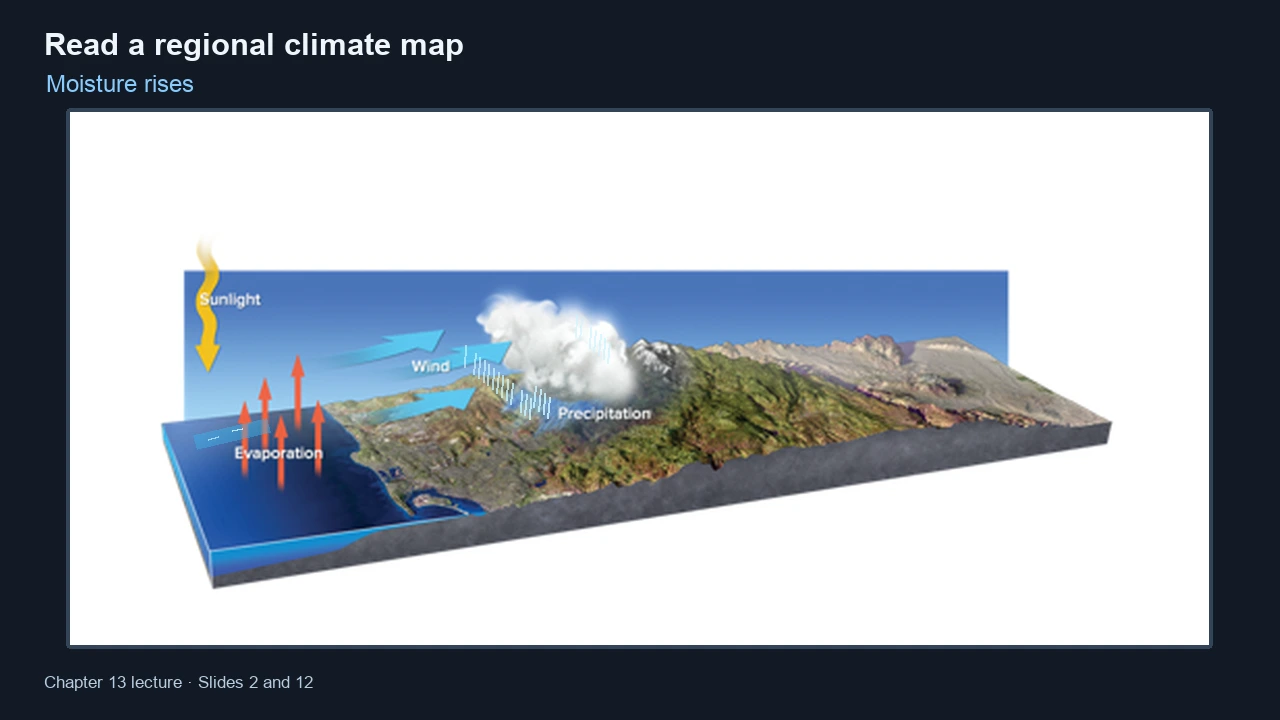 Read a regional climate map
Moisture rises
Sunlight
Wind
Precipitation
Evaporation
Chapter 13 lecture · Slides 2 and 12